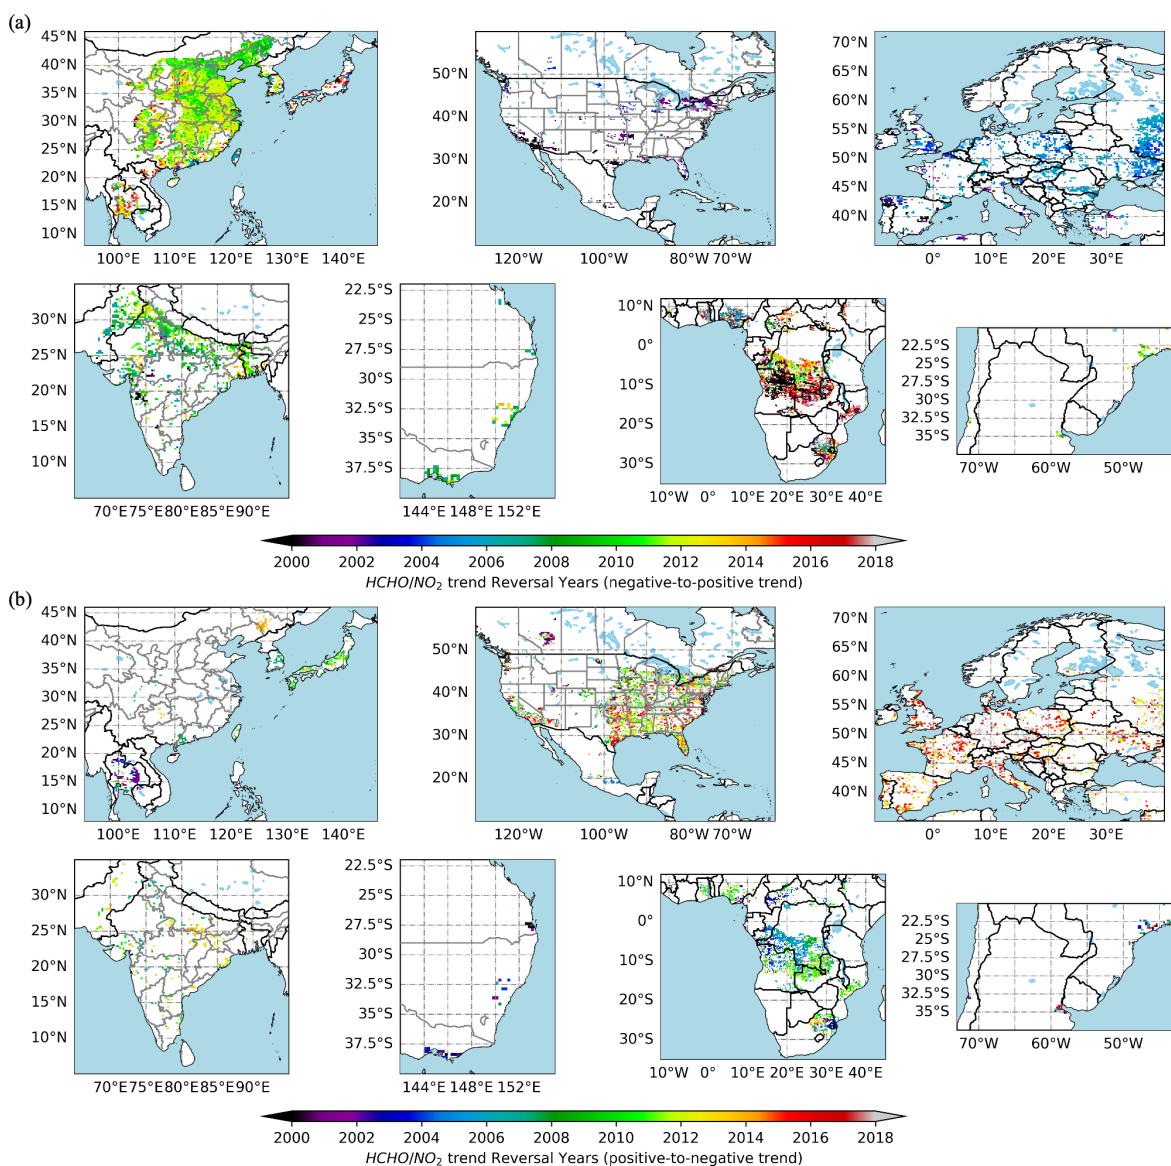 (a)
45°N
40°N
35°N
30°N
25°N
20°N
15°N
10°N
100°E 110°E 120°E 130°E 140°E
50°N
40°N
30°N
20°N
120°W 100°W 80°W 70°W
70°N
65°N
60°N
55°N
50°N
45°N
40°N
0° 10°E 20°E 30°E
30°N
25°N
20°N
15°N
10°N
70°E 75°E 80°E 85°E 90°E
22.5°S
25°S
27.5°S
30°S
32.5°S
35°S
37.5°S
144°E 148°E 152°E
10°N
0°
10°S
20°S
30°S
10°W 0° 10°E 20°E 30°E 40°E
22.5°S
25°S
27.5°S
30°S
32.5°S
35°S
70°W 60°W 50°W
2000 2002 2004 2006 2008 2010 2012 2014 2016 2018
HCHO/NO2 trend Reversal Years (negative-to-positive trend)
(b)
45°N
40°N
35°N
30°N
25°N
20°N
15°N
10°N
100°E 110°E 120°E 130°E 140°E
50°N
40°N
30°N
20°N
120°W 100°W 80°W 70°W
70°N
65°N
60°N
55°N
50°N
45°N
40°N
0° 10°E 20°E 30°E
30°N
25°N
20°N
15°N
10°N
70°E 75°E 80°E 85°E 90°E
22.5°S
25°S
27.5°S
30°S
32.5°S
35°S
37.5°S
144°E 148°E 152°E
10°N
0°
10°S
20°S
30°S
10°W 0° 10°E 20°E 30°E 40°E
22.5°S
25°S
27.5°S
30°S
32.5°S
35°S
70°W 60°W 50°W
2000 2002 2004 2006 2008 2010 2012 2014 2016 2018
HCHO/NO2 trend Reversal Years (positive-to-negative trend)